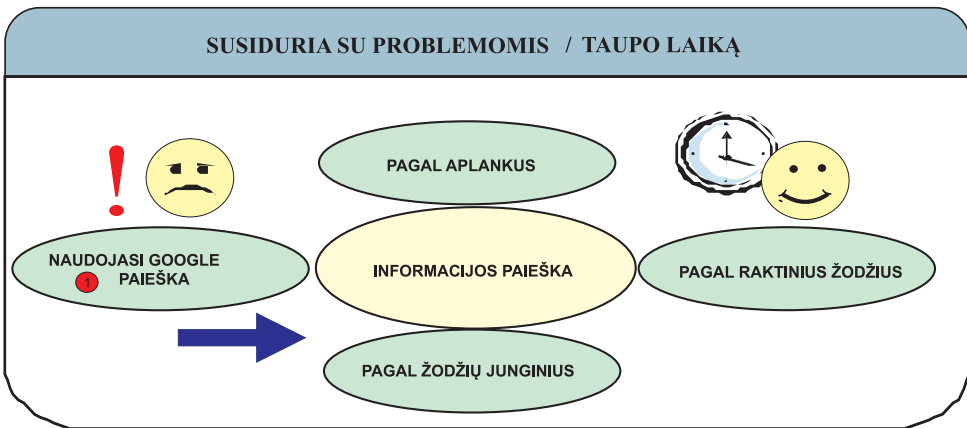 SUSIDURIA SU PROBLEMOMIS / TAUPO LAIKĄ
PAGAL APLANKUS
NAUDOJASI GOOGLE
PAIEŠKA
1
INFORMACIJOS PAIEŠKA
PAGAL RAKTINIUS ŽODŽIUS
PAGAL ŽODŽIŲ JUNGINIUS